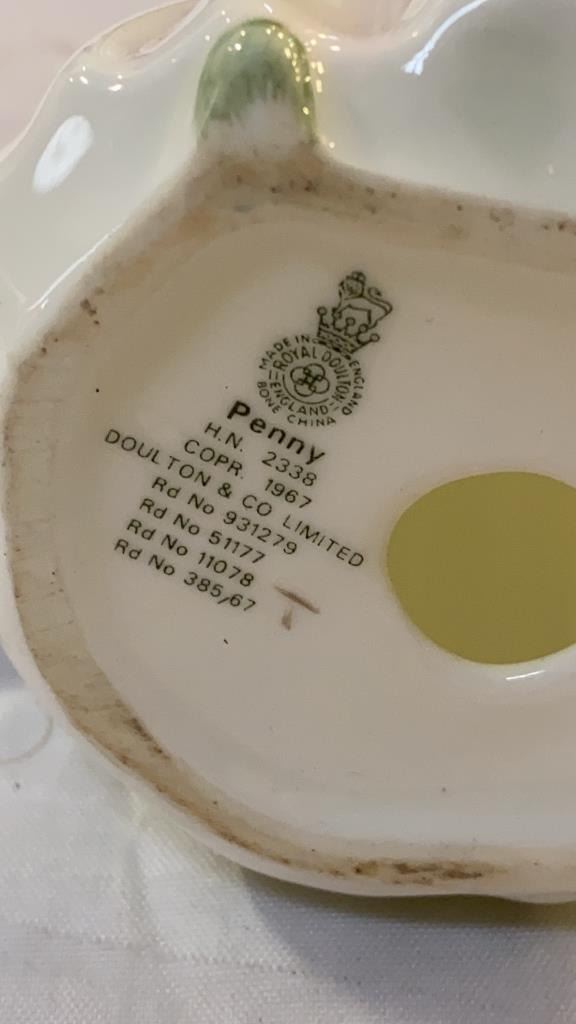 MADE IN ENGLAND
ROYAL DOULTON
ENGLAND
BONE CHINA
Penny
H.N. 2338
COPR. 1967
DOULTON & CO LIMITED
Rd No 931279
Rd No 51177
Rd No 11078
Rd No 385/67